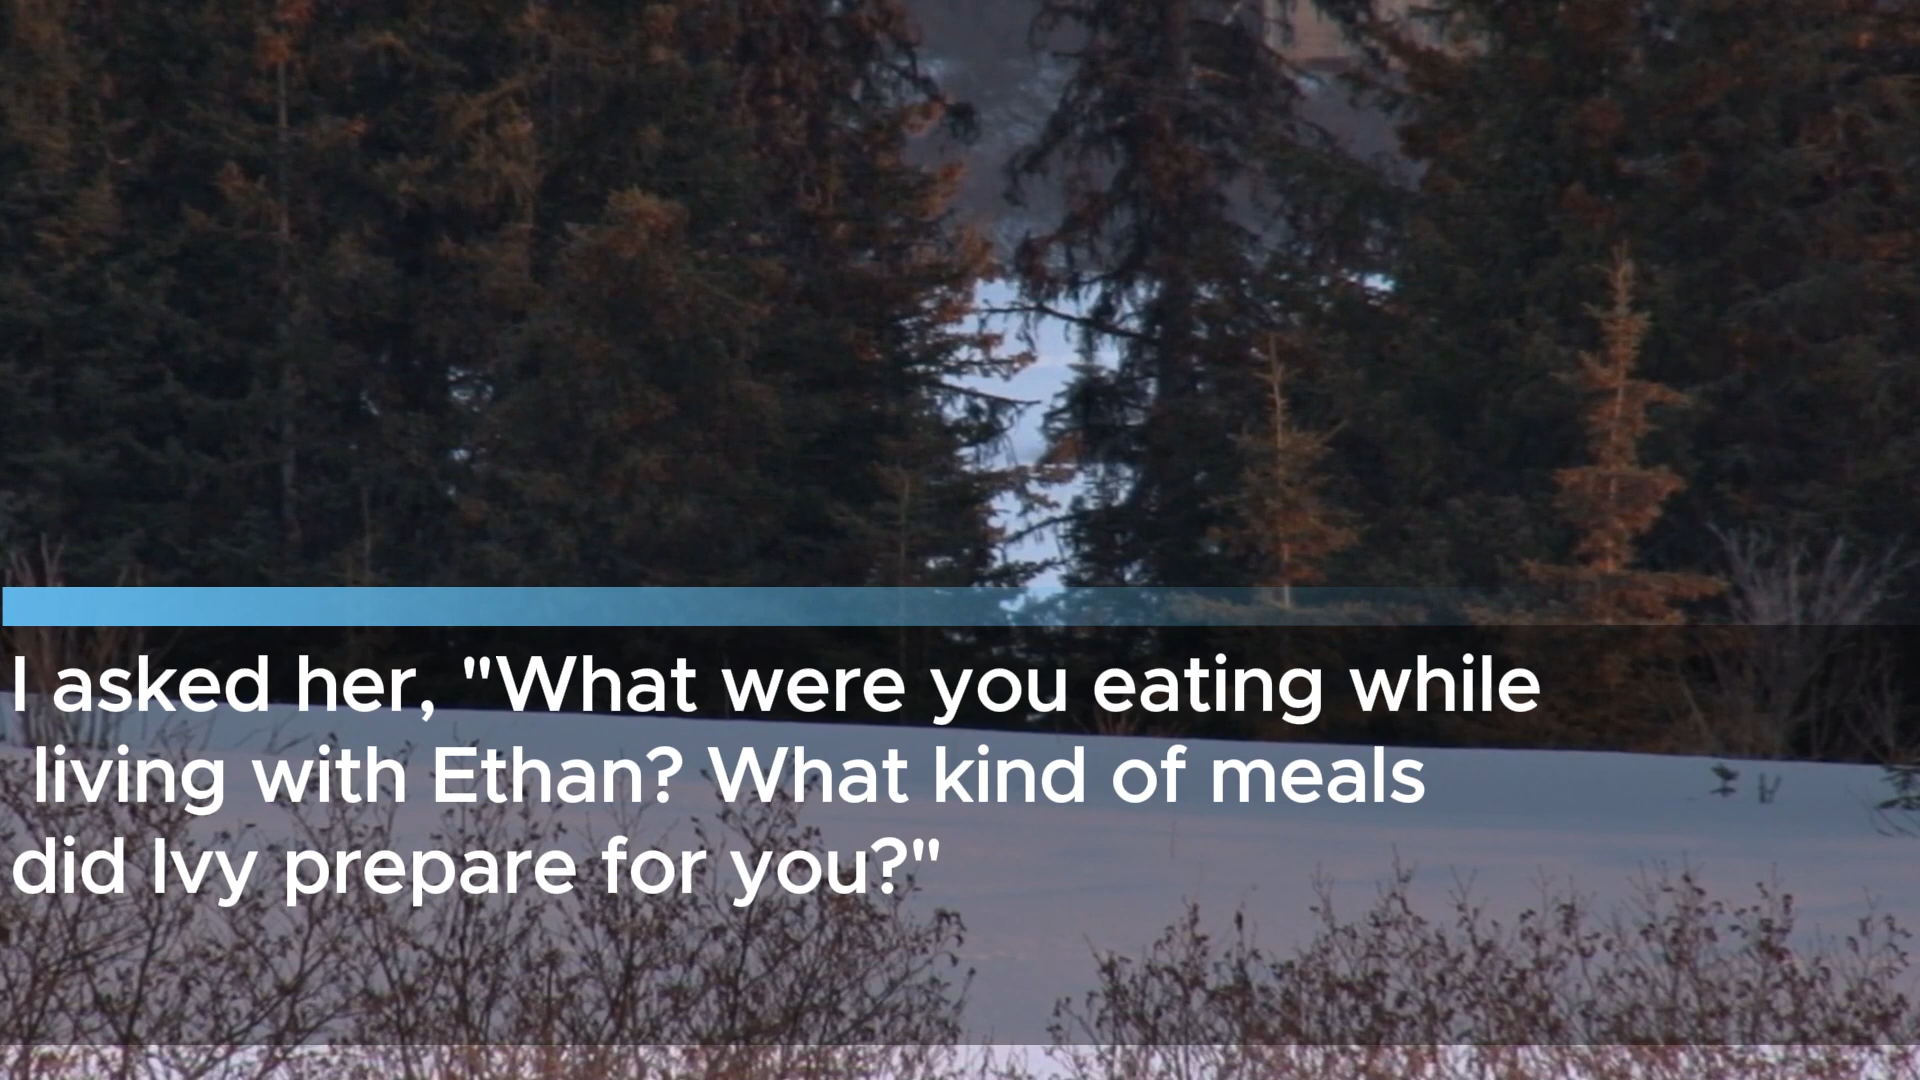 I asked her, "What were you eating while
living with Ethan? What kind of meals
did Ivy prepare for you?"